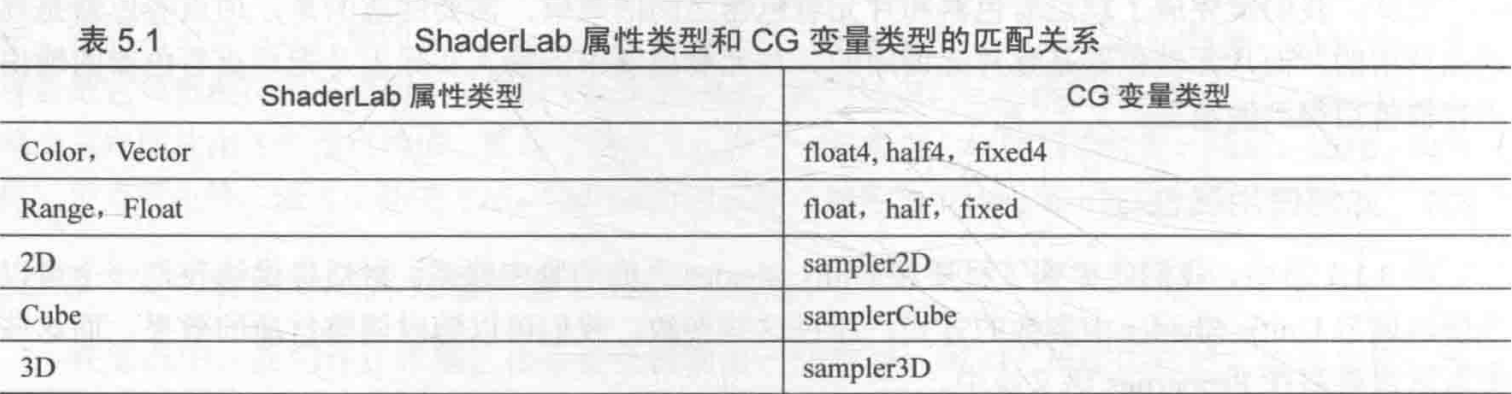 表 5.1 ShaderLab 属性类型和 CG 变量类型的匹配关系
ShaderLab 属性类型 CG 变量类型
Color，Vector float4, half4，fixed4
Range，Float float，half，fixed
2D sampler2D
Cube samplerCube
3D sampler3D